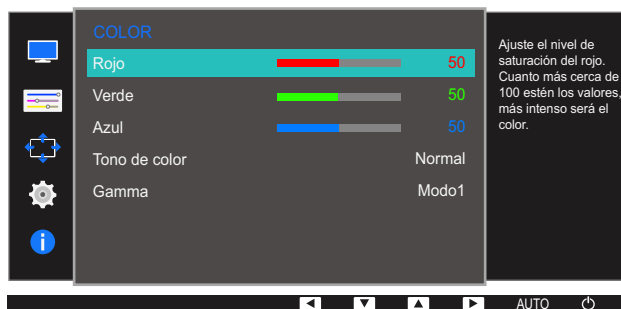 COLOR
Rojo 50
Verde 50
Azul 50
Tono de color Normal
Gamma Modo1
Ajuste el nivel de
saturación del rojo.
Cuanto más cerca de
100 estén los valores,
más intenso será el
color.
AUTO